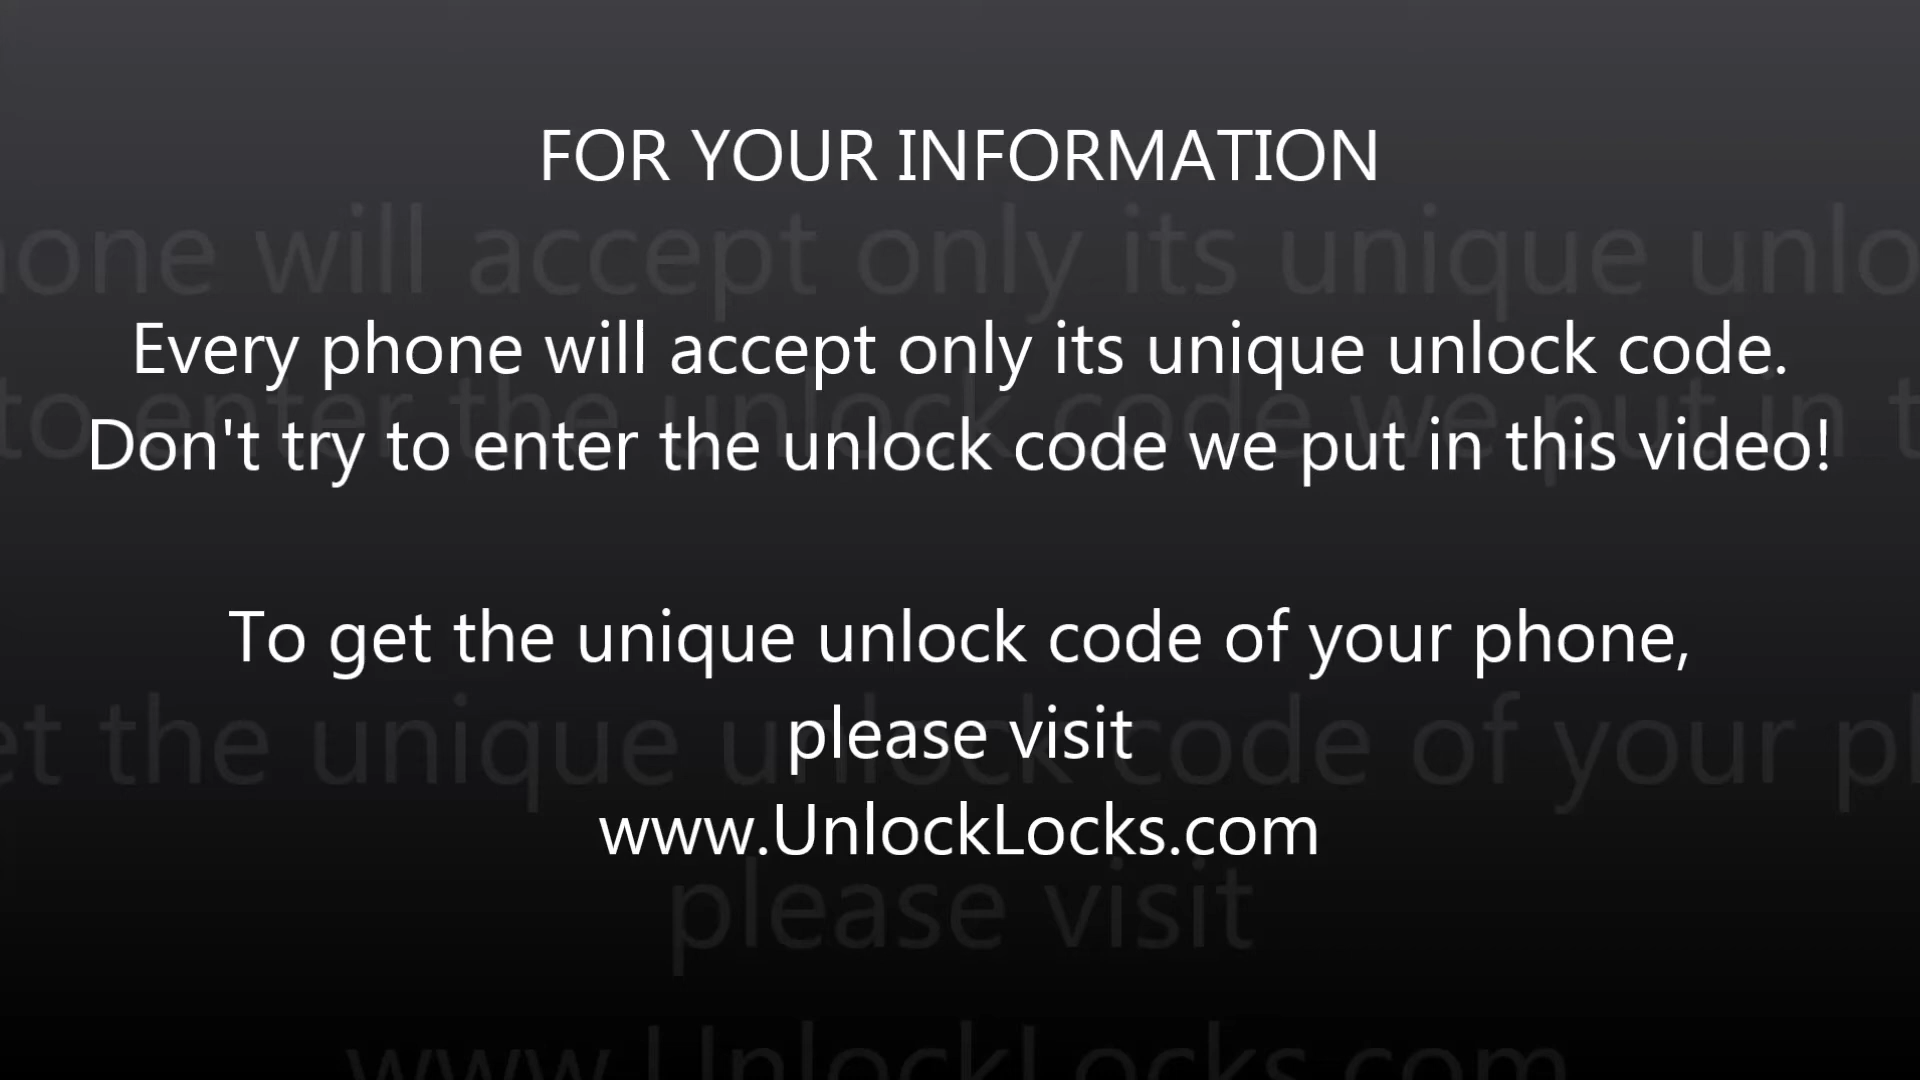 FOR YOUR INFORMATION
Every phone will accept only its unique unlock code.
Don't try to enter the unlock code we put in this video!
To get the unique unlock code of your phone,
please visit
www.UnlockLocks.com